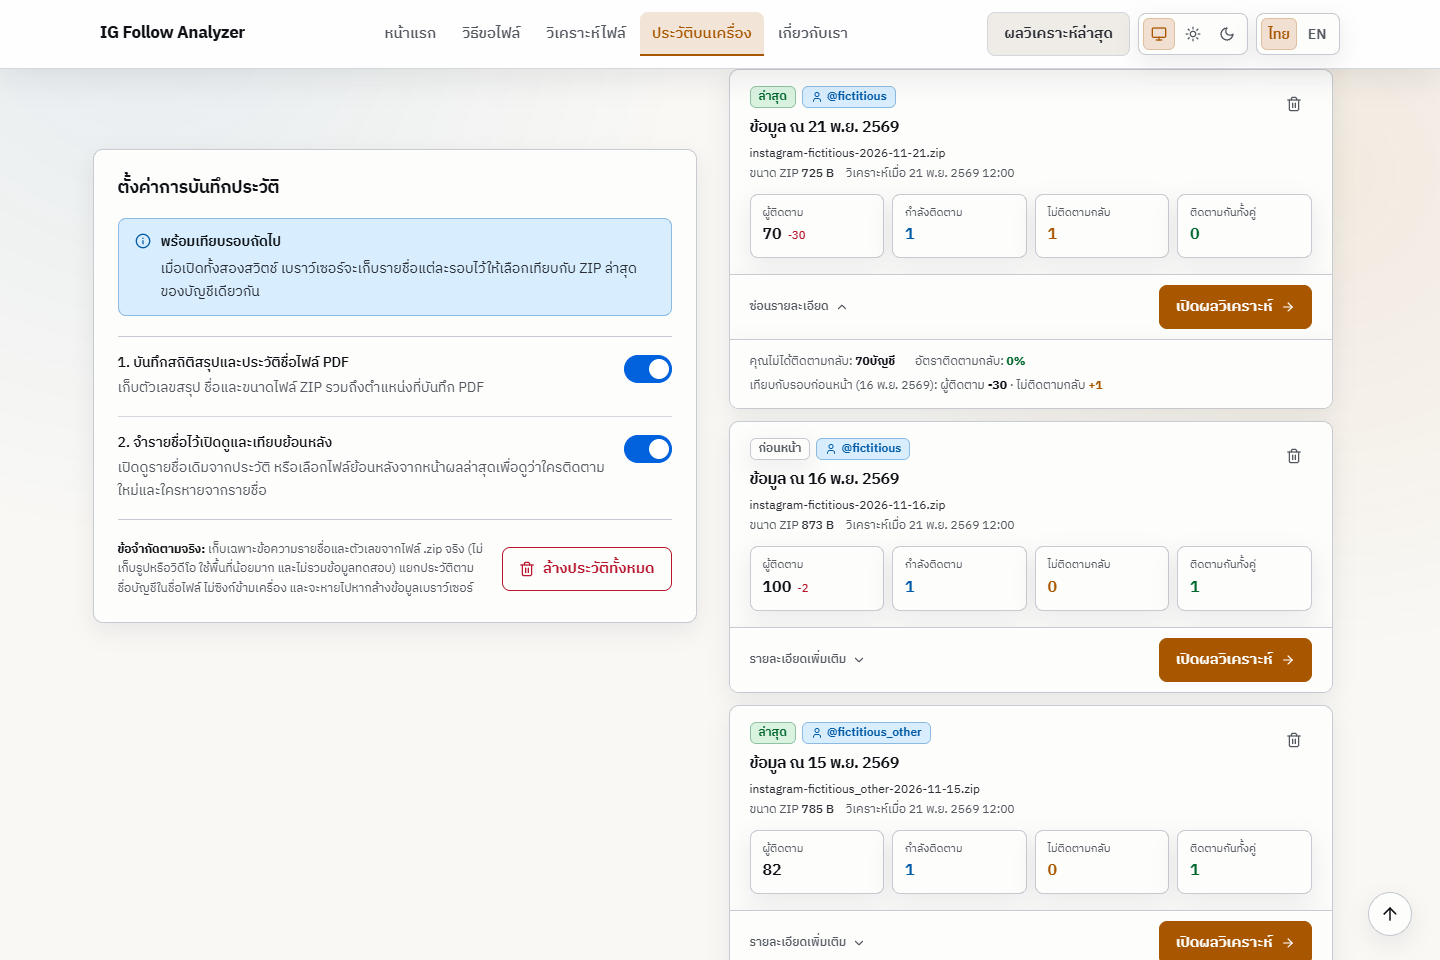 IG Follow Analyzer
หน้าแรก
วิธีขอไฟล์
วิเคราะห์ไฟล์
ประวัติบนเครื่อง
เกี่ยวกับเรา
ผลวิเคราะห์ล่าสุด
ไทย
EN
ตั้งค่าการบันทึกประวัติ
พร้อมเทียบรอบถัดไป
เมื่อเปิดทั้งสองสวิตช์ เบราว์เซอร์จะเก็บรายชื่อแต่ละรอบไว้ให้เลือกเทียบกับ ZIP ล่าสุด
ของบัญชีเดียวกัน
1. บันทึกสถิติสรุปและประวัติชื่อไฟล์ PDF
เก็บตัวเลขสรุป ชื่อและขนาดไฟล์ ZIP รวมถึงตำแหน่งที่บันทึก PDF
2. จำรายชื่อไว้เปิดดูและเทียบย้อนหลัง
เปิดดูรายชื่อเดิมจากประวัติ หรือเลือกไฟล์ย้อนหลังจากหน้าผลล่าสุดเพื่อดูว่าใครติดตาม
ใหม่และใครหายจากรายชื่อ
ข้อจำกัดตามจริง: เก็บเฉพาะข้อความรายชื่อและตัวเลขจากไฟล์ .zip จริง (ไม่
เก็บรูปหรือวิดีโอ ใช้พื้นที่น้อยมาก และไม่รวมข้อมูลทดสอบ) แยกประวัติตาม
ชื่อบัญชีในชื่อไฟล์ ไม่ซิงก์ข้ามเครื่อง และจะหายไปหากล้างข้อมูลเบราว์เซอร์
ล้างประวัติทั้งหมด
ล่าสุด
@fictitious
ข้อมูล ณ 21 พ.ย. 2569
instagram-fictitious-2026-11-21.zip
ขนาด ZIP 725 B วิเคราะห์เมื่อ 21 พ.ย. 2569 12:00
ผู้ติดตาม
70 -30
กำลังติดตาม
1
ไม่ติดตามกลับ
1
ติดตามกันทั้งคู่
0
ซ่อนรายละเอียด
เปิดผลวิเคราะห์
คุณไม่ได้ติดตามกลับ: 70บัญชี อัตราติดตามกลับ: 0%
เทียบกับรอบก่อนหน้า (16 พ.ย. 2569): ผู้ติดตาม -30 · ไม่ติดตามกลับ +1
ก่อนหน้า
@fictitious
ข้อมูล ณ 16 พ.ย. 2569
instagram-fictitious-2026-11-16.zip
ขนาด ZIP 873 B วิเคราะห์เมื่อ 21 พ.ย. 2569 12:00
ผู้ติดตาม
100 -2
กำลังติดตาม
1
ไม่ติดตามกลับ
0
ติดตามกันทั้งคู่
1
รายละเอียดเพิ่มเติม
เปิดผลวิเคราะห์
ล่าสุด
@fictitious_other
ข้อมูล ณ 15 พ.ย. 2569
instagram-fictitious_other-2026-11-15.zip
ขนาด ZIP 785 B วิเคราะห์เมื่อ 21 พ.ย. 2569 12:00
ผู้ติดตาม
82
กำลังติดตาม
1
ไม่ติดตามกลับ
0
ติดตามกันทั้งคู่
1
รายละเอียดเพิ่มเติม
เปิดผลวิเคราะห์